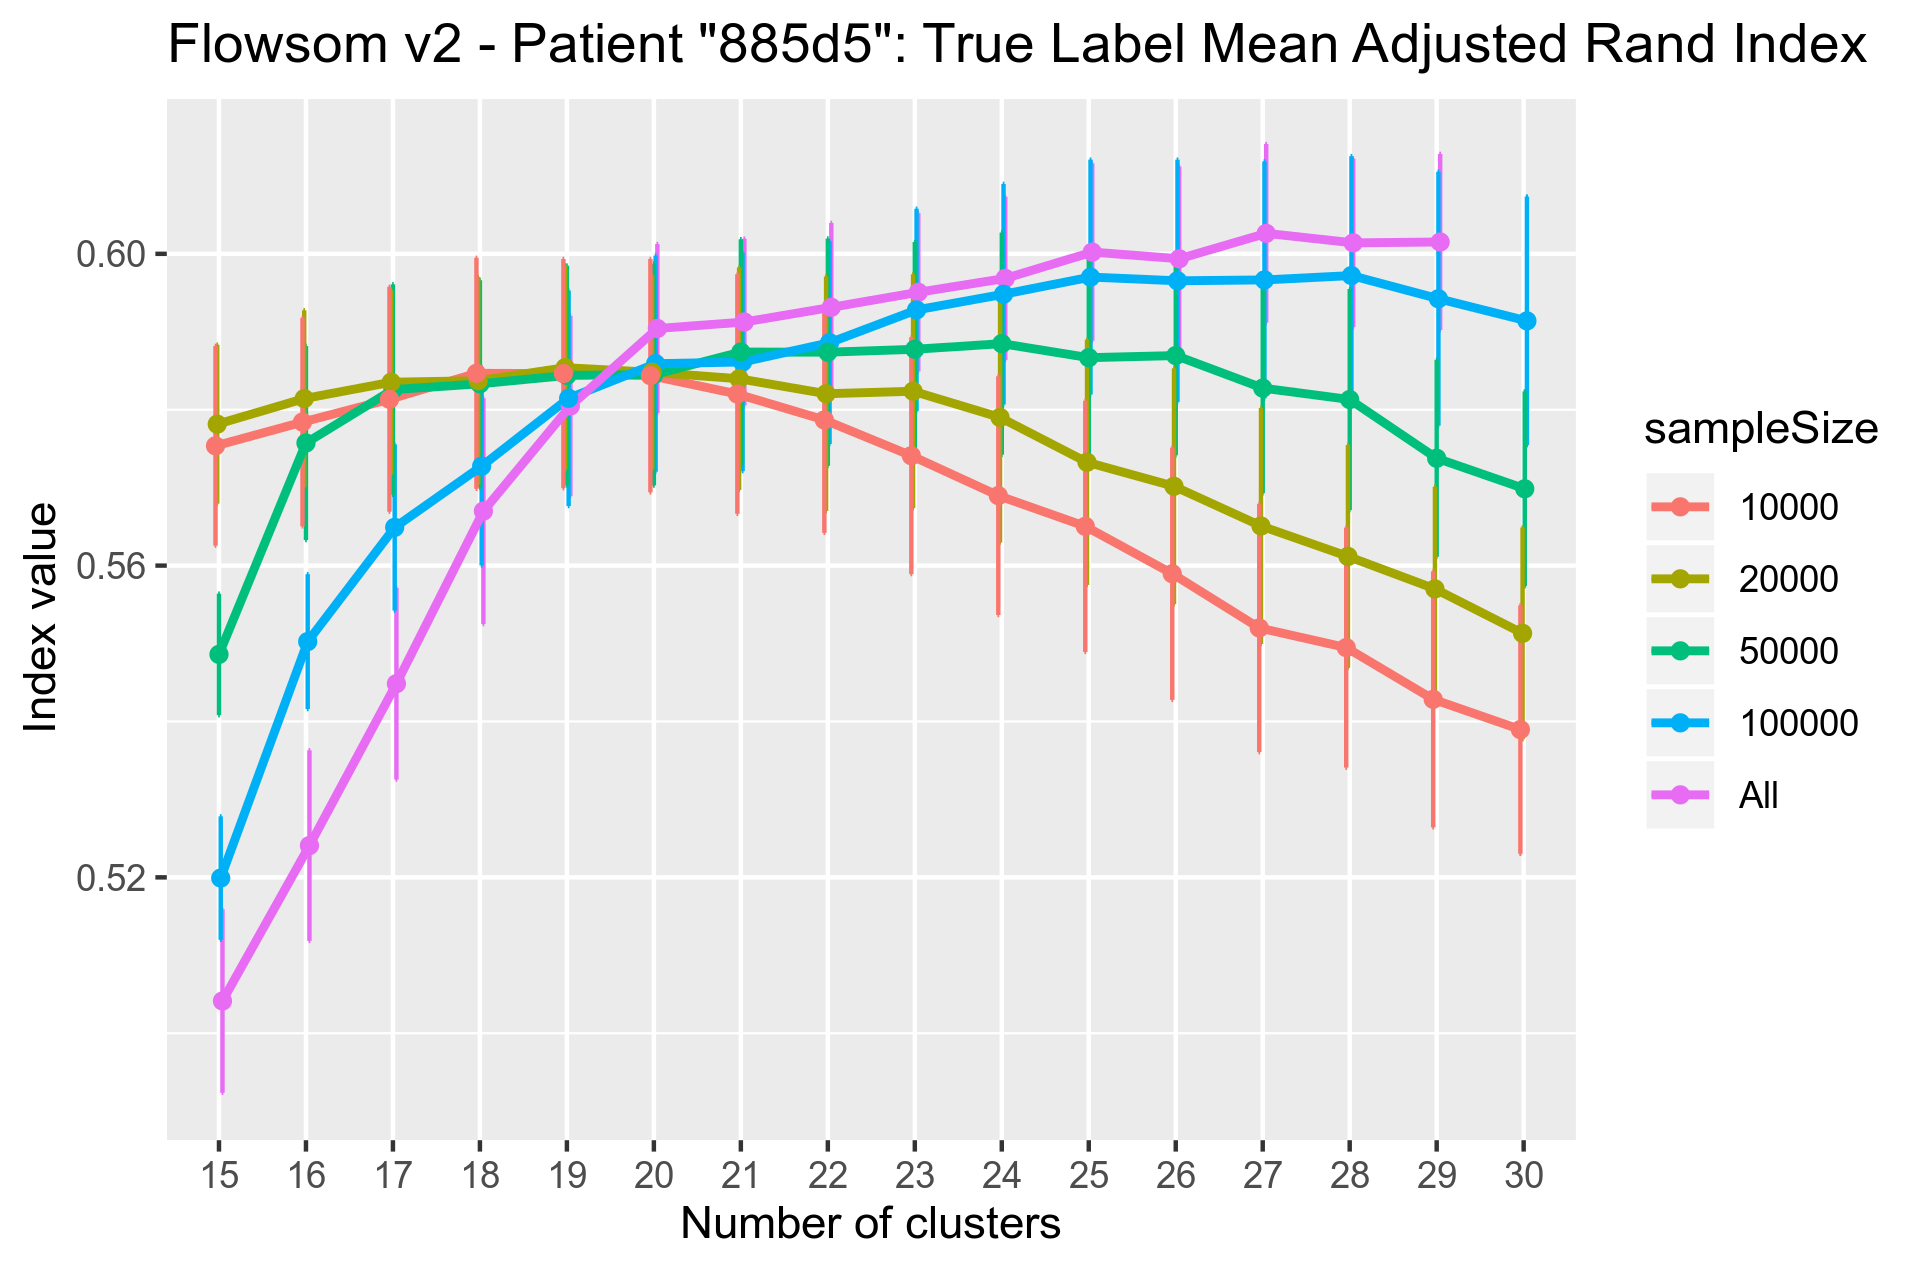 Flowsom v2 - Patient "885d5": True Label Mean Adjusted Rand Index
Index value
0.60
0.56
0.52
15 16 17 18 19 20 21 22 23 24 25 26 27 28 29 30
Number of clusters
sampleSize
10000
20000
50000
100000
All